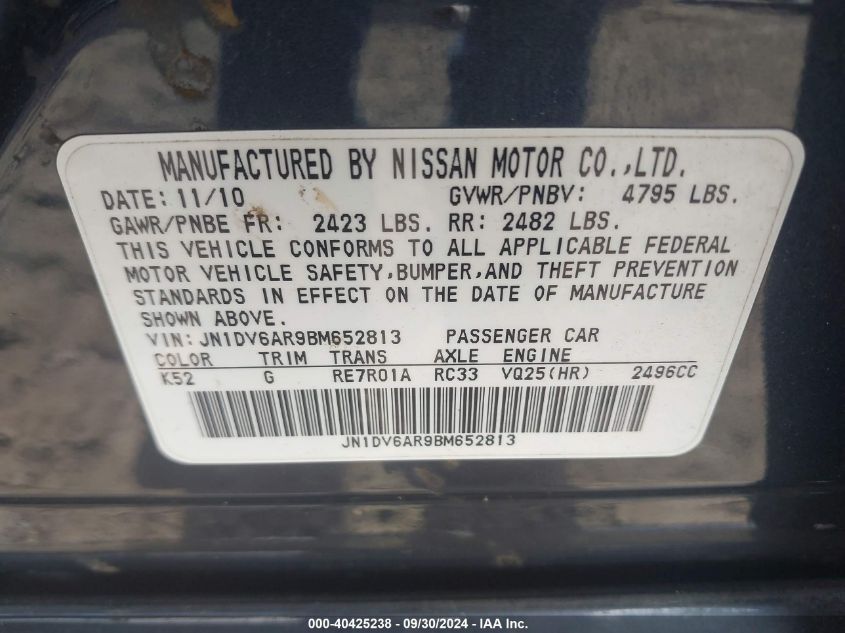 MANUFACTURED BY NISSAN MOTOR CO.,LTD.
DATE:11/10 GVWR/PNBV: 4795 LBS.
GAWR/PNBE FR: 2423 LBS. RR: 2482 LBS.
THIS VEHICLE CONFORMS TO ALL APPLICABLE FEDERAL
MOTOR VEHICLE SAFETY,BUMPER,AND THEFT PREVENTION
STANDARDS IN EFFECT ON THE DATE OF MANUFACTURE
SHOWN ABOVE.
VIN:JN1DV6AR9BM652813 PASSENGER CAR
COLOR TRIM TRANS AXLE ENGINE
K52 G RE7R01A RC33 VQ25(HR) 2496CC
JN1DV6AR9BM652813
000-40425238 - 09/30/2024 - IAA Inc.